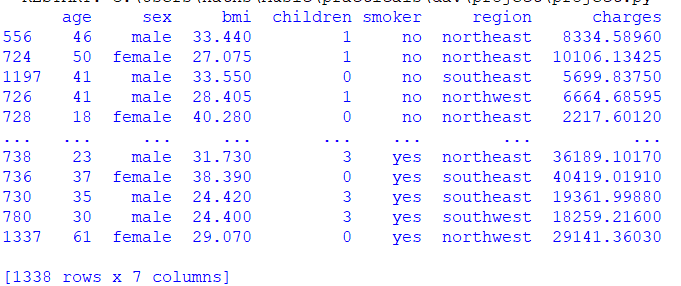 age sex bmi children smoker region charges
556 46 male 33.440 1 no northeast 8334.58960
724 50 female 27.075 1 no northeast 10106.13425
1197 41 male 33.550 0 no southeast 5699.83750
726 41 male 28.405 1 no northwest 6664.68595
728 18 female 40.280 0 no northeast 2217.60120
... ... ... ... ... ... ... ...
738 23 male 31.730 3 yes northeast 36189.10170
736 37 female 38.390 0 yes southeast 40419.01910
730 35 male 24.420 3 yes southeast 19361.99880
780 30 male 24.400 3 yes southwest 18259.21600
1337 61 female 29.070 0 yes northwest 29141.36030
[1338 rows x 7 columns]